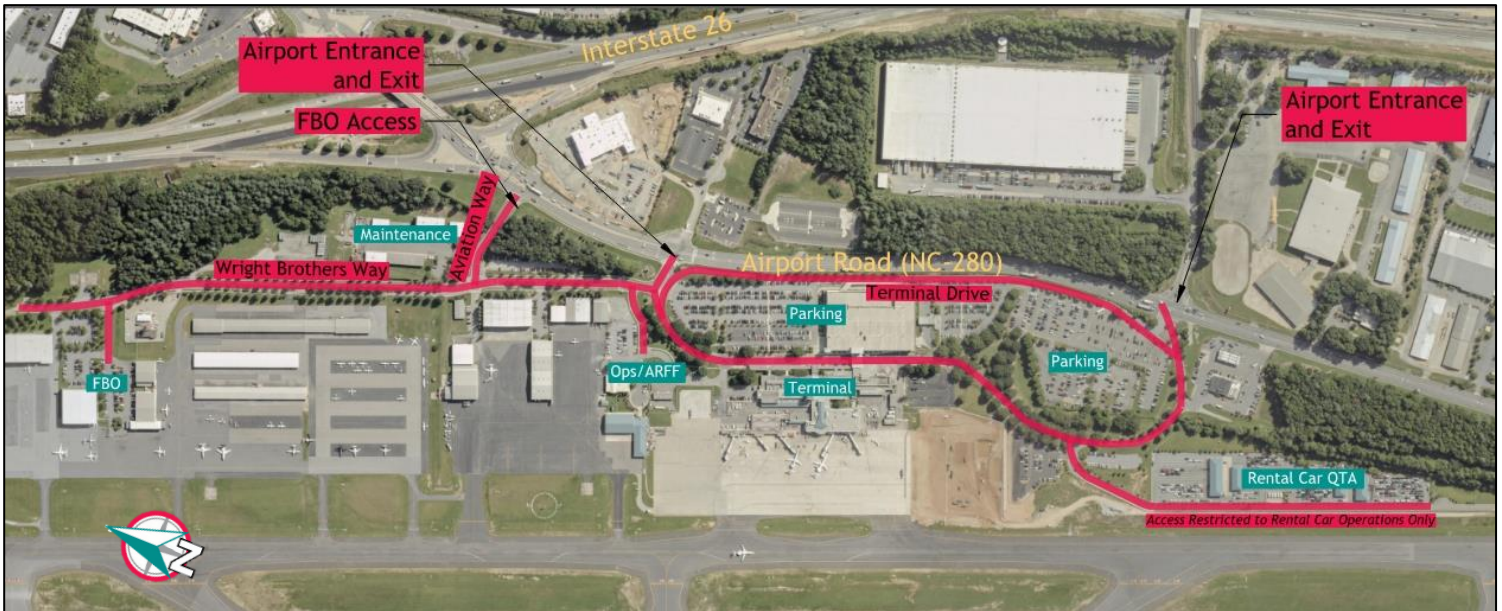 Interstate 26
Airport Entrance
and Exit
FBO Access
Airport Entrance
and Exit
Maintenance
Aviation Way
Wright Brothers Way
Airport Road (NC 280)
Terminal Drive
Parking
Parking
FBO
Ops/ARFF
Terminal
Rental Car QTA
Access Restricted to Rental Car Operations Only
N